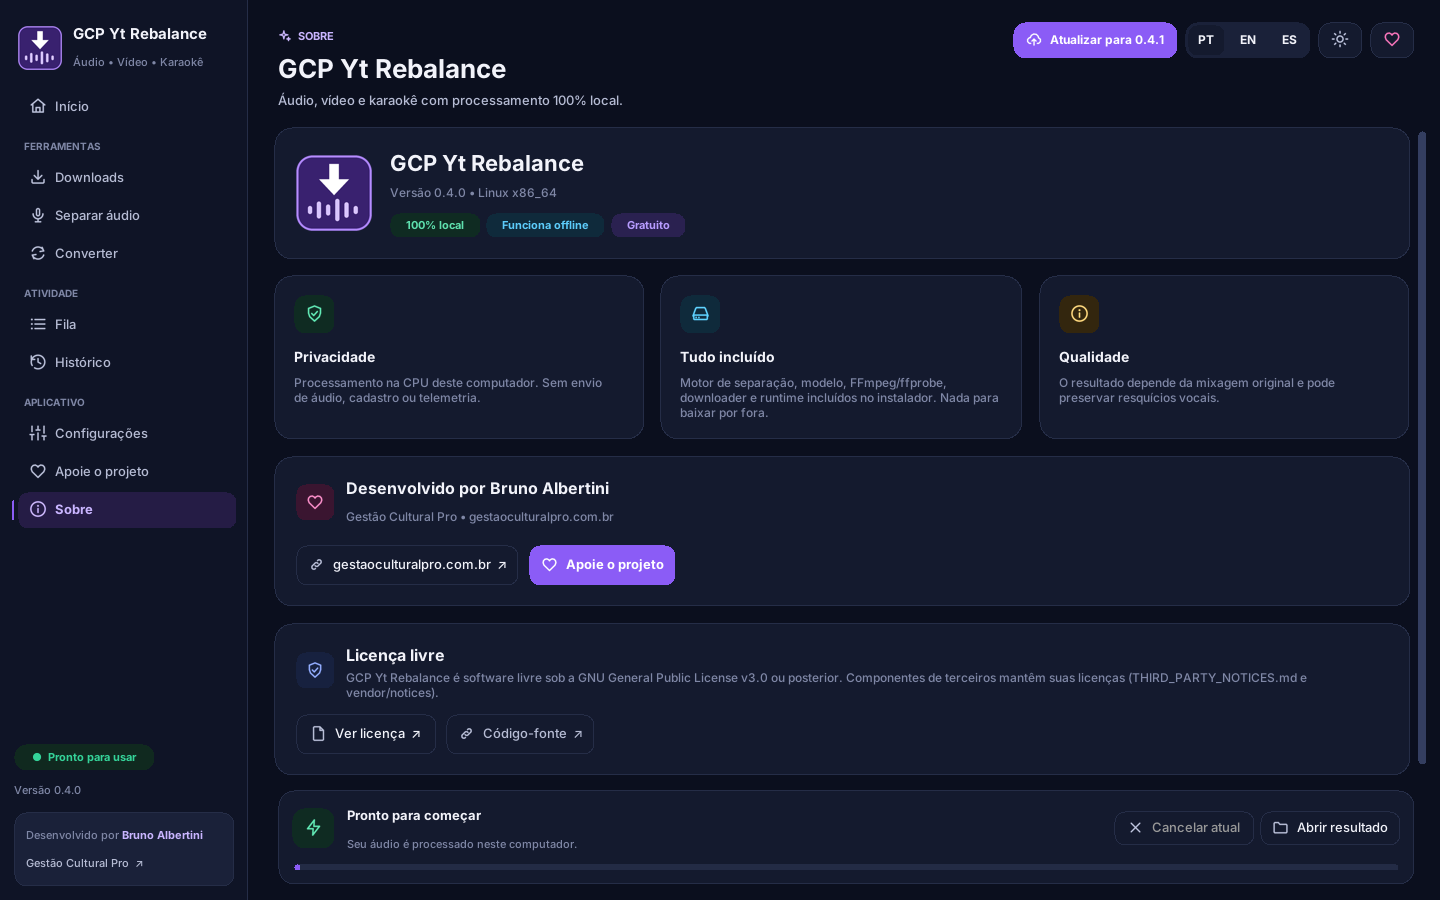 GCP Yt Rebalance
Áudio • Vídeo • Karaokê
Início
FERRAMENTAS
Downloads
Separar áudio
Converter
ATIVIDADE
Fila
Histórico
APLICATIVO
Configurações
Apoie o projeto
Sobre
Pronto para usar
Versão 0.4.0
Desenvolvido por Bruno Albertini
Gestão Cultural Pro ↗
SOBRE
GCP Yt Rebalance
Áudio, vídeo e karaokê com processamento 100% local.
Atualizar para 0.4.1
PT EN ES
GCP Yt Rebalance
Versão 0.4.0 • Linux x86_64
100% local
Funciona offline
Gratuito
Privacidade
Processamento na CPU deste computador. Sem envio
de áudio, cadastro ou telemetria.
Tudo incluído
Motor de separação, modelo, FFmpeg/ffprobe,
downloader e runtime incluídos no instalador. Nada para
baixar por fora.
Qualidade
O resultado depende da mixagem original e pode
preservar resquícios vocais.
Desenvolvido por Bruno Albertini
Gestão Cultural Pro • gestaoculturalpro.com.br
gestaoculturalpro.com.br ↗
Apoie o projeto
Licença livre
GCP Yt Rebalance é software livre sob a GNU General Public License v3.0 ou posterior. Componentes de terceiros mantêm suas licenças (THIRD_PARTY_NOTICES.md e
vendor/notices).
Ver licença ↗
Código-fonte ↗
Pronto para começar
Seu áudio é processado neste computador.
Cancelar atual
Abrir resultado